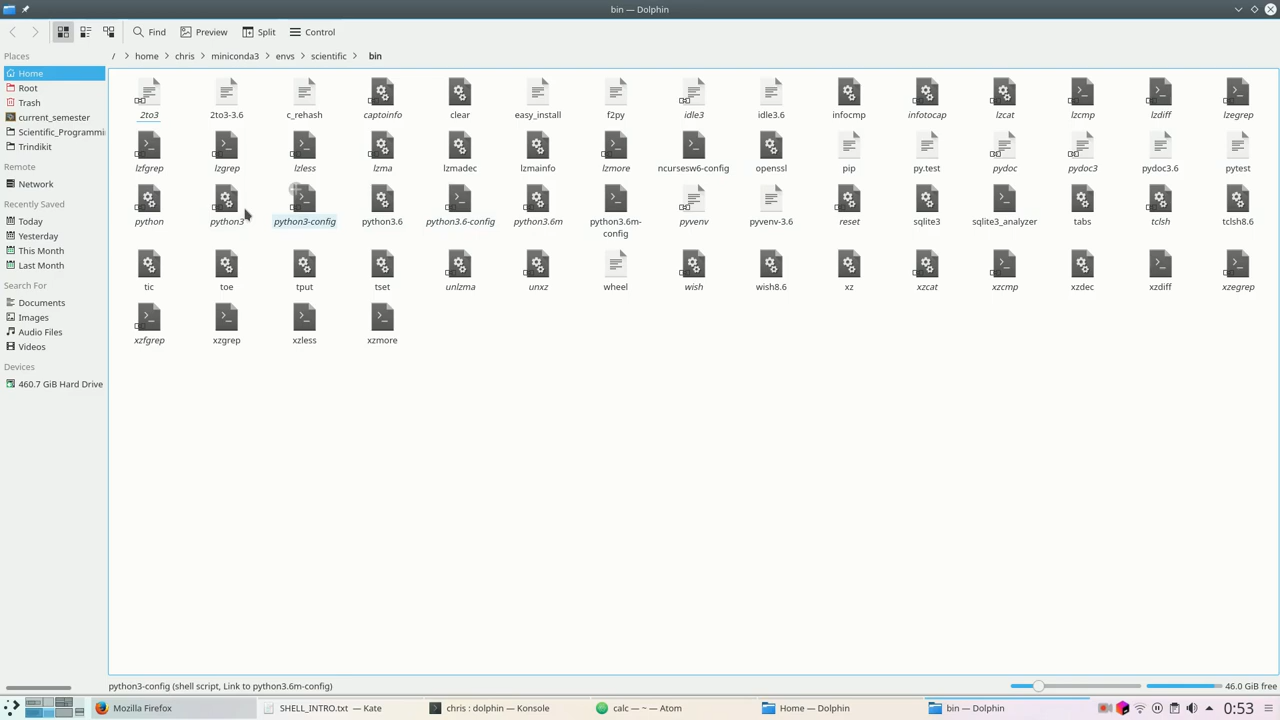 bin — Dolphin
Find Preview Split Control
Places
/ home chris miniconda3 envs scientific bin
Home
Root
Trash
current_semester
Scientific_Programmi
Trindikit
Remote
Network
Recently Saved
Today
Yesterday
This Month
Last Month
Search For
Documents
Images
Audio Files
Videos
Devices
460.7 GiB Hard Drive
2to3 2to3-3.6 c_rehash captoinfo clear easy_install f2py idle3 idle3.6 infocmp infotocap lzcat lzcmp lzdiff lzegrep
lzfgrep lzgrep lzless lzma lzmadec lzmainfo lzmore ncursesw6-config openssl pip py.test pydoc pydoc3 pydoc3.6 pytest
python python3 python3-config python3.6 python3.6-config python3.6m python3.6m-
config pyvenv pyvenv-3.6 reset sqlite3 sqlite3_analyzer tabs tclsh tclsh8.6
tic toe tput tset unlzma unxz wheel wish wish8.6 xz xzcat xzcmp xzdec xzdiff xzegrep
xzfgrep xzgrep xzless xzmore
python3-config (shell script, Link to python3.6m-config)
46.0 GiB free
Mozilla Firefox
SHELL_INTRO.txt — Kate
chris : dolphin — Konsole
calc — ~ — Atom
Home — Dolphin
bin — Dolphin
0:53